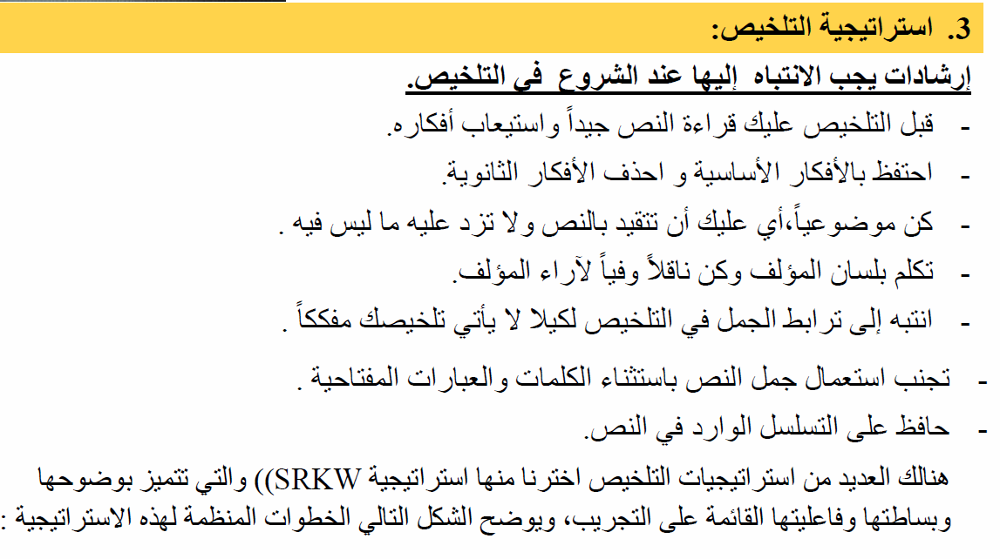 3. استراتيجية التلخيص:
إرشادات يجب الانتباه إليها عند الشروع في التلخيص.
- قبل التلخيص عليك قراءة النص جيداً واستيعاب أفكاره.
- احتفظ بالأفكار الأساسية و احذف الأفكار الثانوية.
- كن موضوعياً،أي عليك أن تتقيد بالنص ولا تزد عليه ما ليس فيه .
- تكلم بلسان المؤلف وكن ناقلاً وفياً لآراء المؤلف.
- انتبه إلى ترابط الجمل في التلخيص لكيلا لا يأتي تلخيصك مفككاً .
- تجنب استعمال جمل النص باستثناء الكلمات والعبارات المفتاحية .
- حافظ على التسلسل الوارد في النص.
هنالك العديد من استراتيجيات التلخيص اخترنا منها استراتيجية SRKW)) والتي تتميز بوضوحها
وبساطتها وفاعليتها القائمة على التجريب، ويوضح الشكل التالي الخطوات المنظمة لهذه الاستراتيجية :